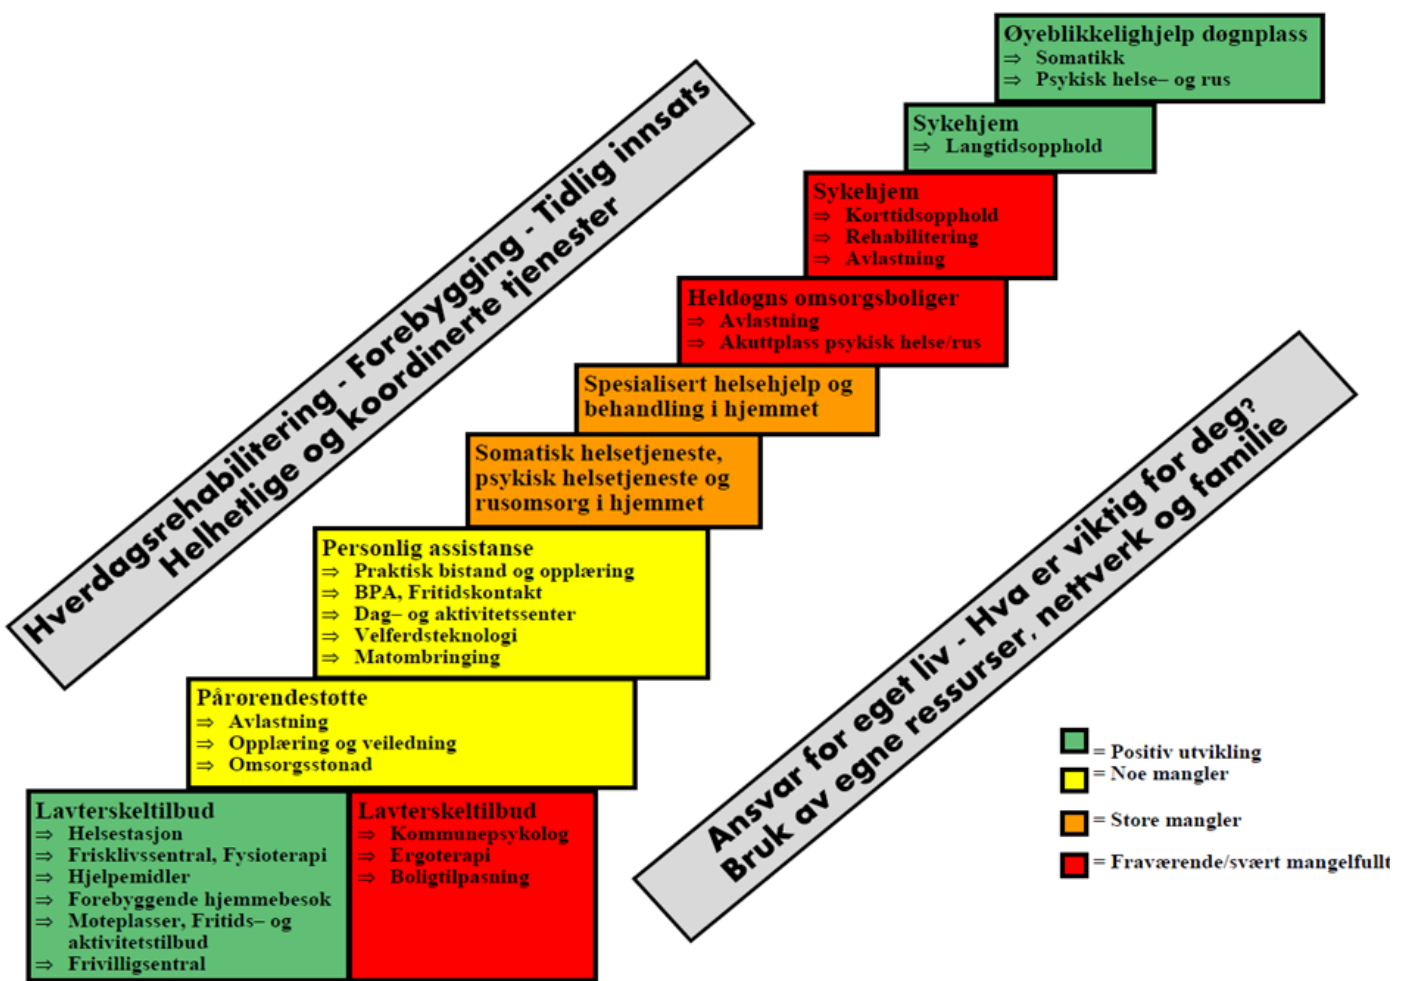 Øyeblikkelighjelp døgnplass
⇒ Somatikk
⇒ Psykisk helse– og rus
Sykehjem
⇒ Langtidsopphold
Sykehjem
⇒ Korttidsopphold
⇒ Rehabilitering
⇒ Avlastning
Heldøgns omsorgsboliger
⇒ Avlastning
⇒ Akuttplass psykisk helse/rus
Spesialisert helsehjelp og
behandling i hjemmet
Somatisk helsetjeneste,
psykisk helsetjeneste og
rusomsorg i hjemmet
Personlig assistanse
⇒ Praktisk bistand og opplæring
⇒ BPA, Fritidskontakt
⇒ Dag– og aktivitetssenter
⇒ Velferdsteknologi
⇒ Matombringing
Pårørendestøtte
⇒ Avlastning
⇒ Opplæring og veiledning
⇒ Omsorgsstønad
Lavterskeltilbud
⇒ Helsestasjon
⇒ Frisklivssentral, Fysioterapi
⇒ Hjelpemidler
⇒ Forebyggende hjemmebesøk
⇒ Møteplasser, Fritids– og
aktivitetstilbud
⇒ Frivilligsentral
Lavterskeltilbud
⇒ Kommunepsykolog
⇒ Ergoterapi
⇒ Boligtilpasning
Hverdagsrehabilitering - Forebygging - Tidlig innsats
Helhetlige og koordinerte tjenester
Ansvar for eget liv - Hva er viktig for deg?
Bruk av egne ressurser, nettverk og familie
= Positiv utvikling
= Noe mangler
= Store mangler
= Fraværende/svært mangelfullt